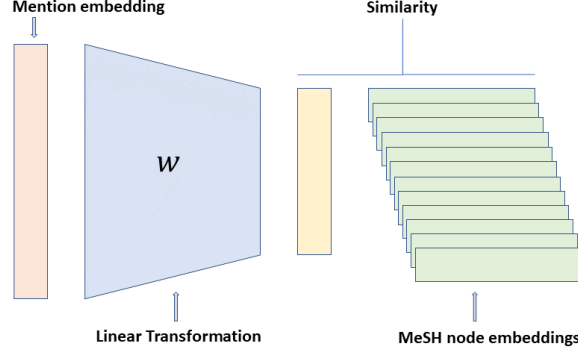 Mention embedding
Similarity
w
Linear Transformation
MeSH node embeddings